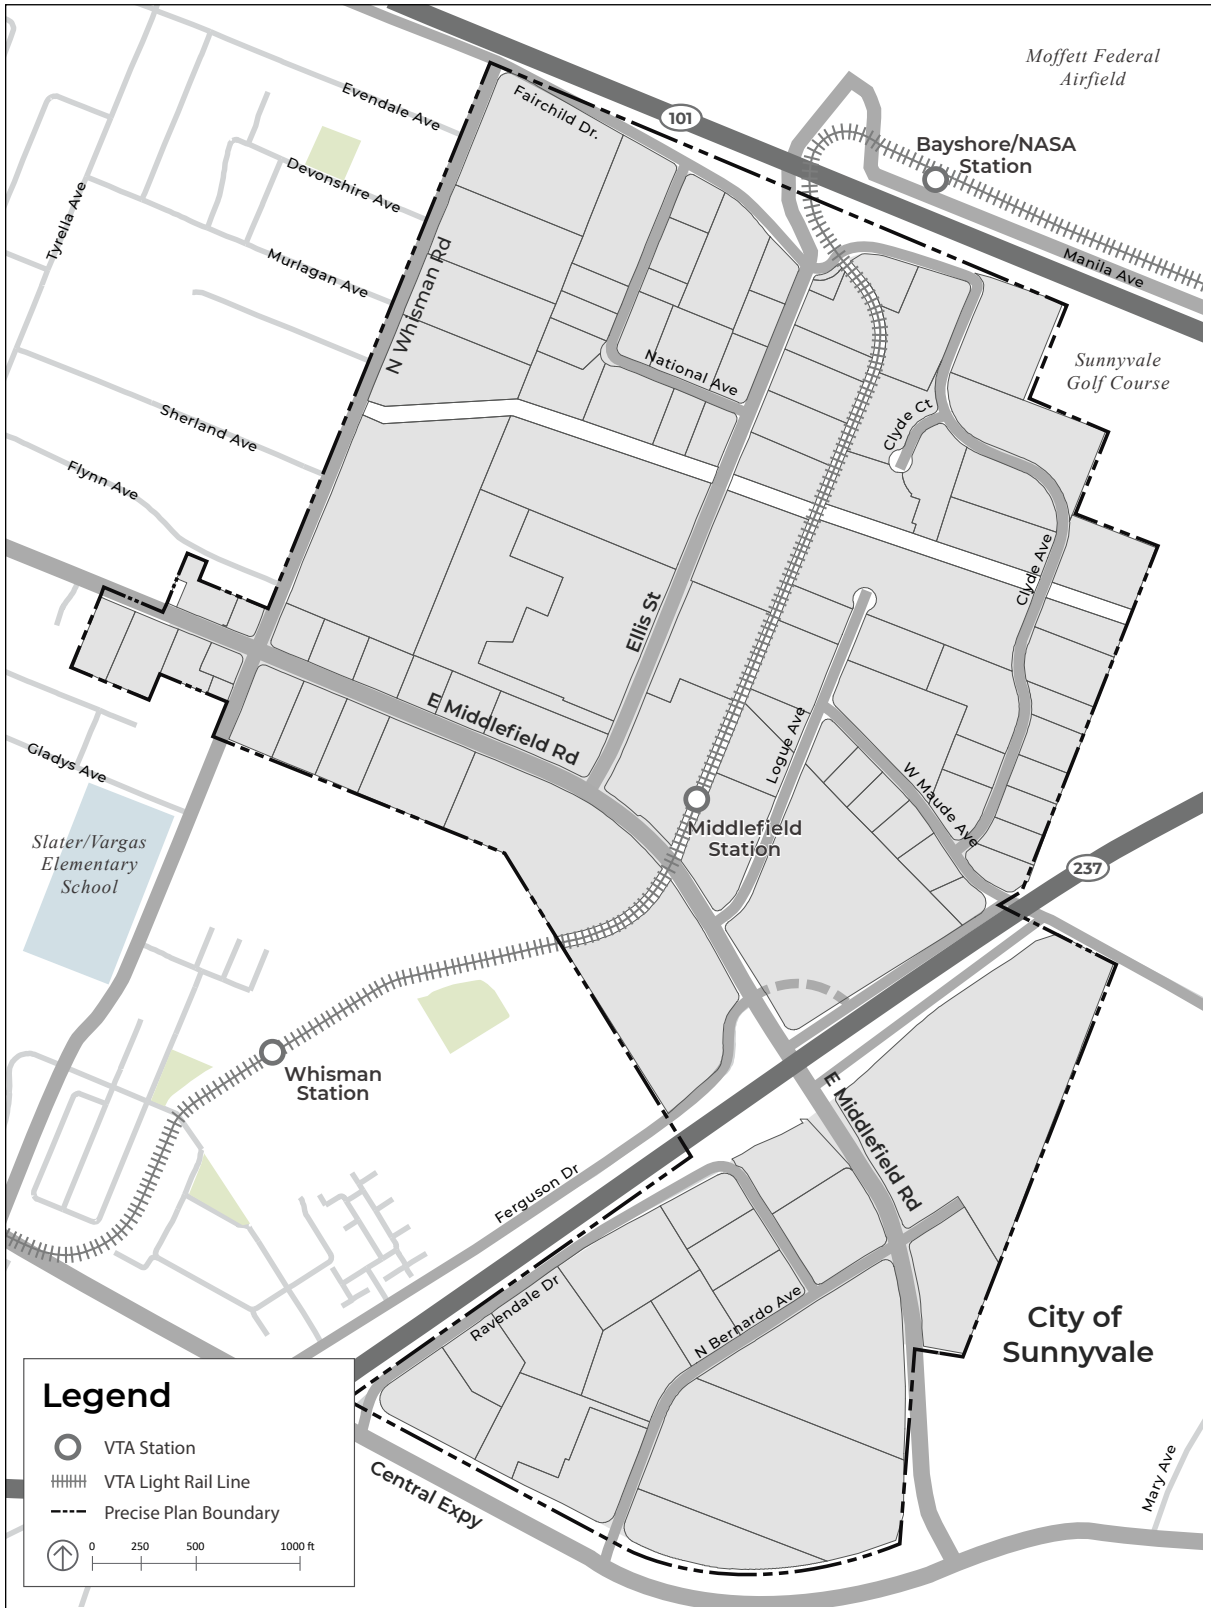 Moffett Federal
Airfield
Evendale Ave
Fairchild Dr.
101
Bayshore/NASA
Station
Devonshire Ave
Tyrella Ave
Murlagan Ave
N Whisman Rd
Manila Ave
National Ave
Sunnyvale
Golf Course
Sherland Ave
Clyde Ct
Flynn Ave
Clyde Ave
Ellis St
E Middlefield Rd
Logue Ave
Gladys Ave
W Maude Ave
Middlefield
Station
Slater/Vargas
Elementary
School
237
Whisman
Station
E Middlefield Rd
Ferguson Dr
Ravendale Dr
N Bernardo Ave
City of
Sunnyvale
Central Expy
Mary Ave
Legend
VTA Station
VTA Light Rail Line
Precise Plan Boundary
0 250 500 1000 ft